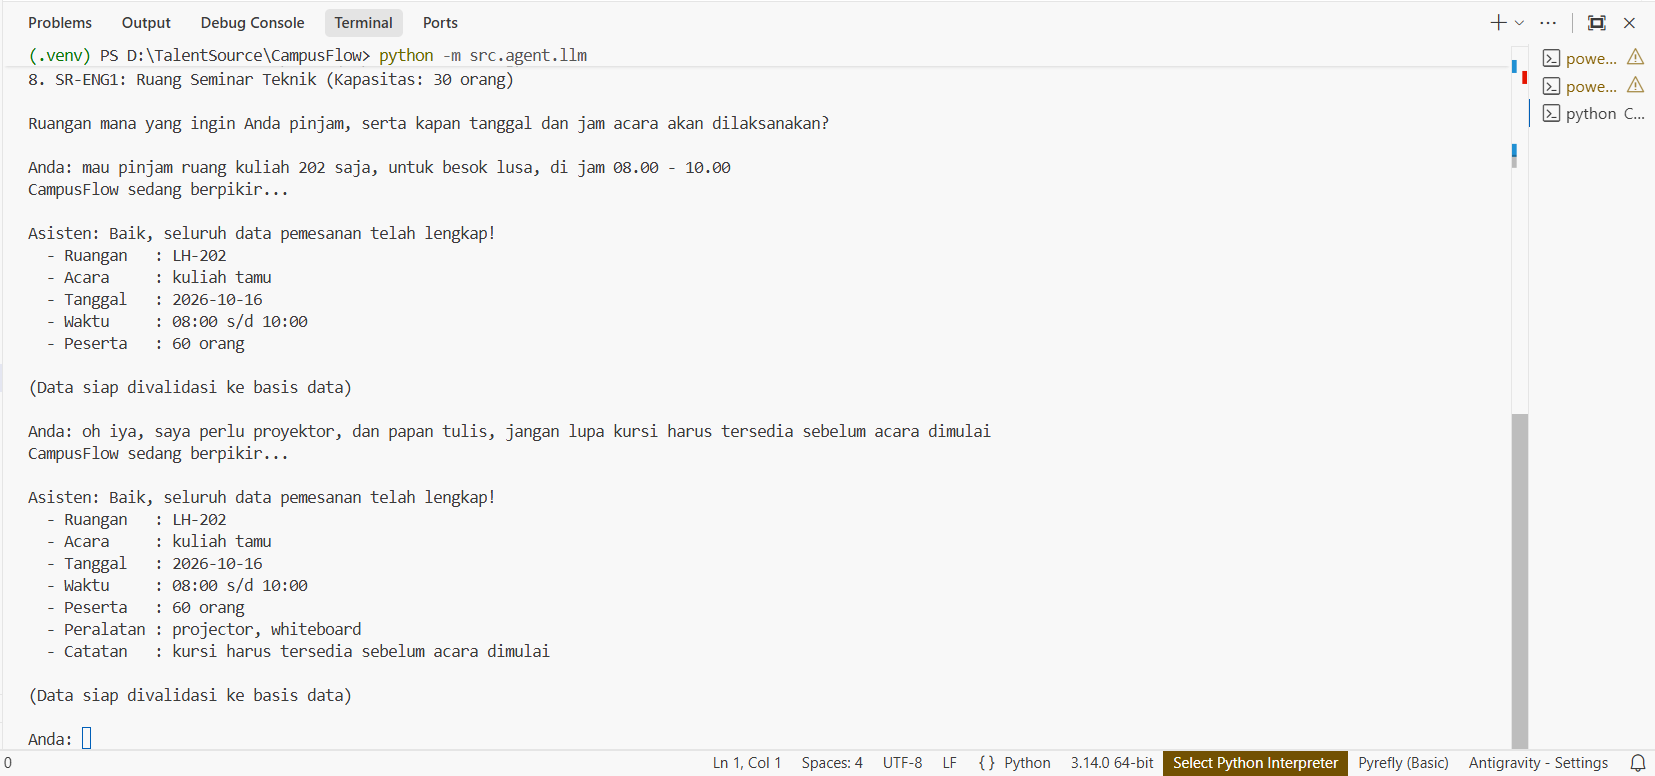 Problems Output Debug Console Terminal Ports
(.venv) PS D:\TalentSource\CampusFlow> python -m src.agent.llm
8. SR-ENG1: Ruang Seminar Teknik (Kapasitas: 30 orang)
Ruangan mana yang ingin Anda pinjam, serta kapan tanggal dan jam acara akan dilaksanakan?
Anda: mau pinjam ruang kuliah 202 saja, untuk besok lusa, di jam 08.00 - 10.00
CampusFlow sedang berpikir...
Asisten: Baik, seluruh data pemesanan telah lengkap!
- Ruangan : LH-202
- Acara : kuliah tamu
- Tanggal : 2026-10-16
- Waktu : 08:00 s/d 10:00
- Peserta : 60 orang
(Data siap divalidasi ke basis data)
Anda: oh iya, saya perlu proyektor, dan papan tulis, jangan lupa kursi harus tersedia sebelum acara dimulai
CampusFlow sedang berpikir...
Asisten: Baik, seluruh data pemesanan telah lengkap!
- Ruangan : LH-202
- Acara : kuliah tamu
- Tanggal : 2026-10-16
- Waktu : 08:00 s/d 10:00
- Peserta : 60 orang
- Peralatan : projector, whiteboard
- Catatan : kursi harus tersedia sebelum acara dimulai
(Data siap divalidasi ke basis data)
Anda:
powe...
powe...
python C...
0 Ln 1, Col 1 Spaces: 4 UTF-8 LF {} Python 3.14.0 64-bit Select Python Interpreter Pyrefly (Basic) Antigravity - Settings